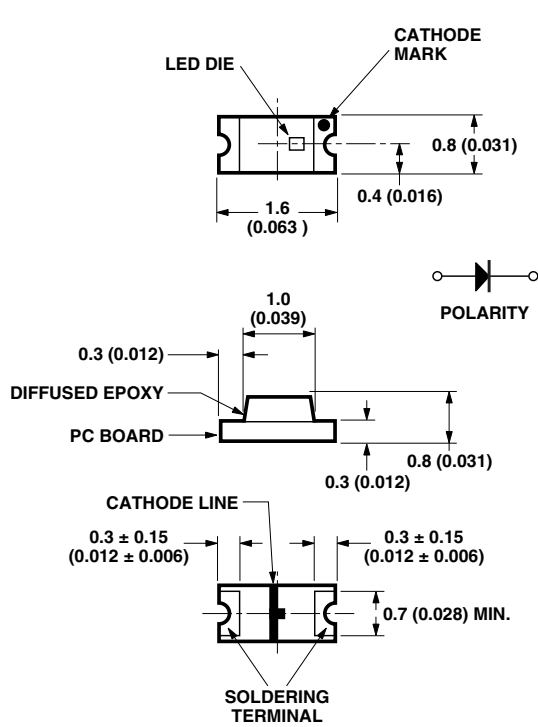 CATHODE
MARK
LED DIE
0.8 (0.031)
0.4 (0.016)
1.6
(0.063 )
POLARITY
1.0
(0.039)
0.3 (0.012)
DIFFUSED EPOXY
PC BOARD
0.8 (0.031)
0.3 (0.012)
CATHODE LINE
0.3 ± 0.15
(0.012 ± 0.006)
0.3 ± 0.15
(0.012 ± 0.006)
0.7 (0.028) MIN.
SOLDERING
TERMINAL